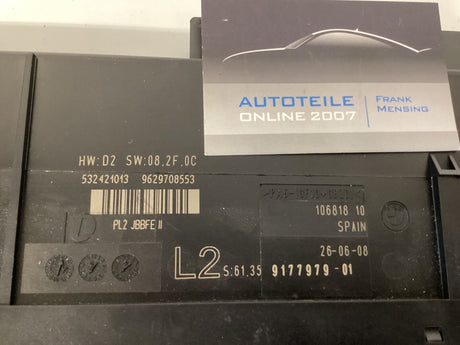 AUTOTEILE
ONLINE 2007
FRANK
MENSING
HW:D2 SW:08,2F,0C
532421013 9629708553
PL2 JBBFE II
106818 10
SPAIN
26-06-08
L2 S:61.35 9177979-01